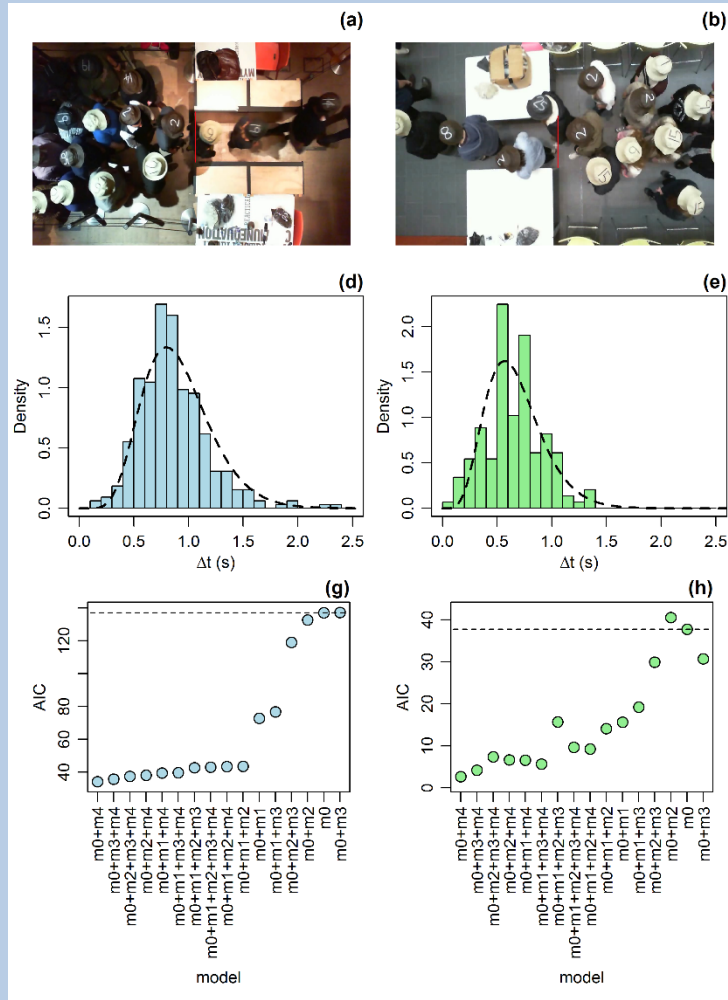 (a)
(b)
(d)
Density
0.0 0.5 1.0 1.5
0.0 0.5 1.0 1.5 2.0 2.5
Δt (s)
(e)
Density
0.0 0.5 1.0 1.5 2.0
0.0 0.5 1.0 1.5 2.0 2.5
Δt (s)
(g)
AIC
40 60 80 120
m0+m4
m0+m3+m4
m0+m2+m3+m4
m0+m2+m4
m0+m1+m4
m0+m1+m3+m4
m0+m1+m2+m3
m0+m1+m2+m3+m4
m0+m1+m2+m4
m0+m1+m2
m0+m1
m0+m1+m3
m0+m2+m3
m0+m2
m0
m0+m3
model
(h)
AIC
0 10 20 30 40
m0+m4
m0+m3+m4
m0+m2+m3+m4
m0+m2+m4
m0+m1+m4
m0+m1+m3+m4
m0+m1+m2+m3
m0+m1+m2+m3+m4
m0+m1+m2+m4
m0+m1+m2
m0+m1
m0+m1+m3
m0+m2+m3
m0+m2
m0
m0+m3
model